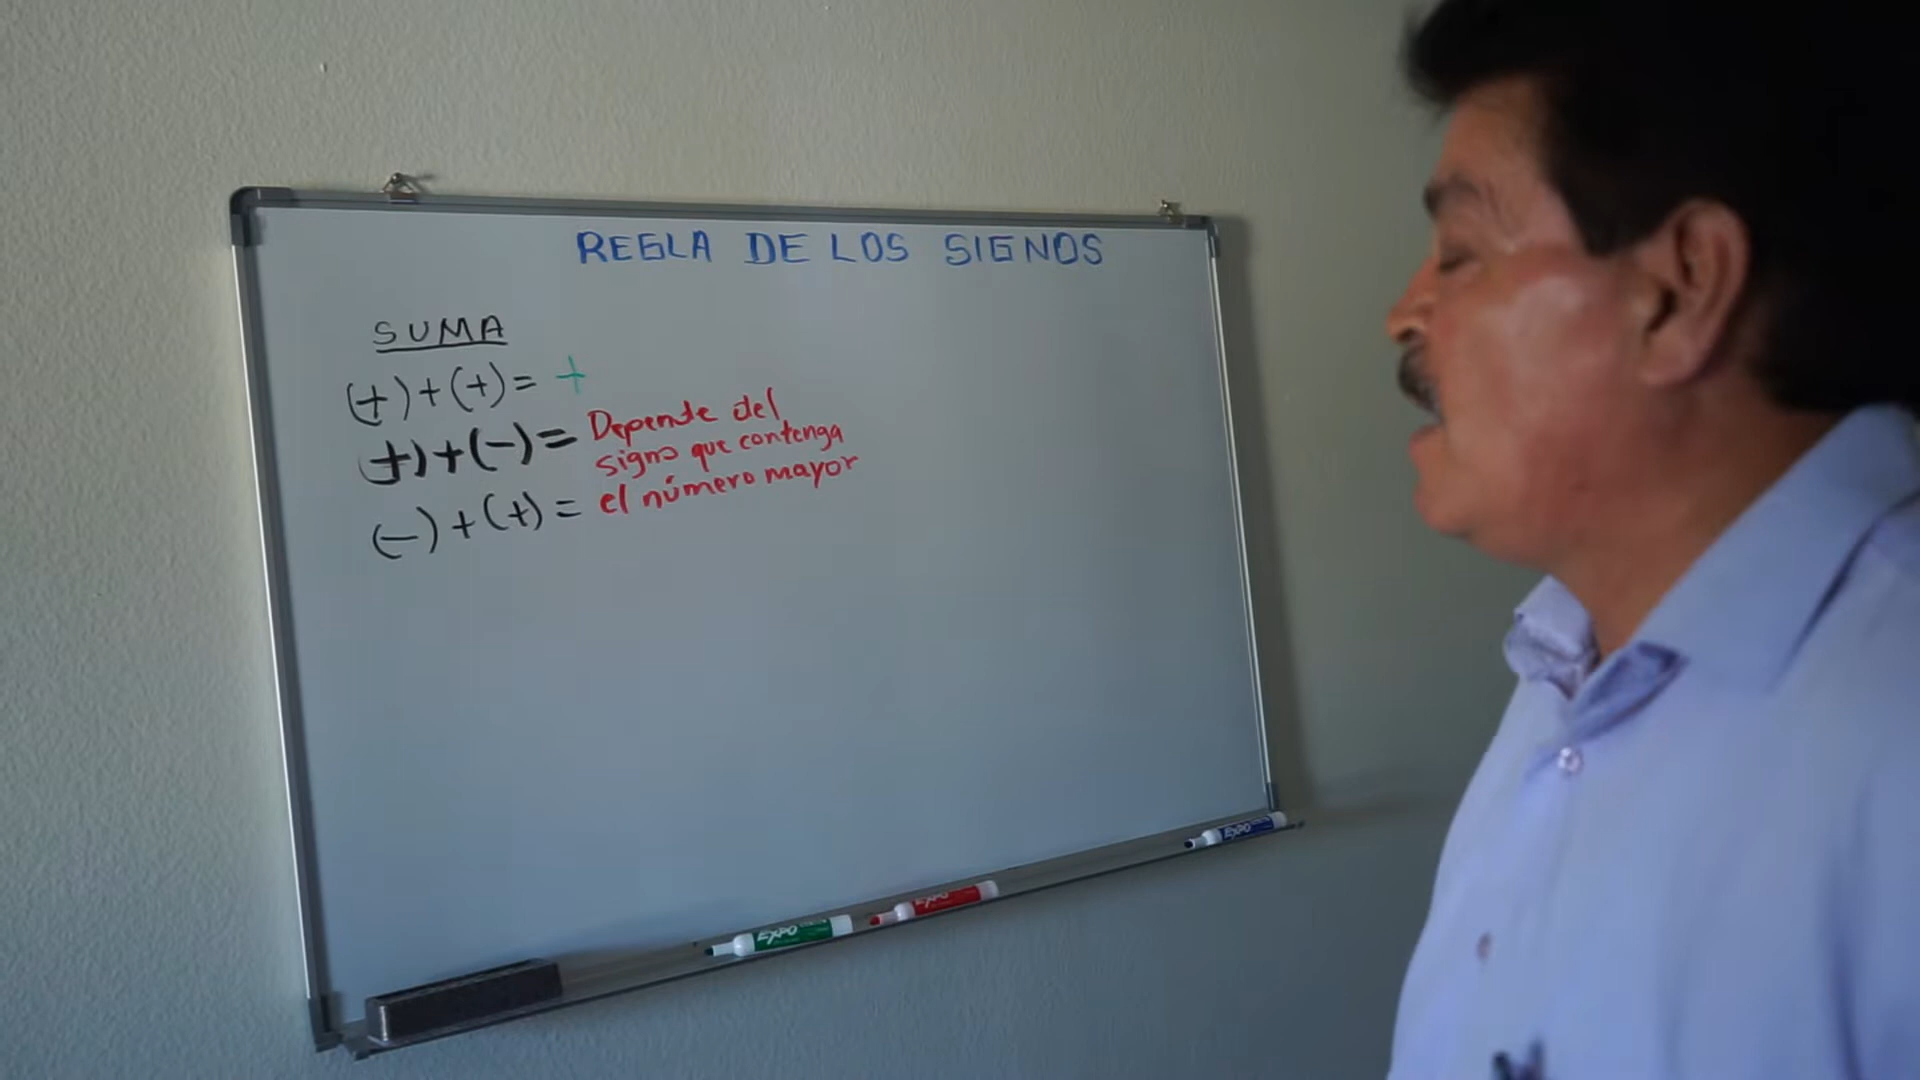 REGLA DE LOS SIGNOS
SUMA
(+)+(+)= +
(+)+(-)= Depende del
signo que contenga
(-)+(+)= el número mayor
EXPO
EXPO
EXPO